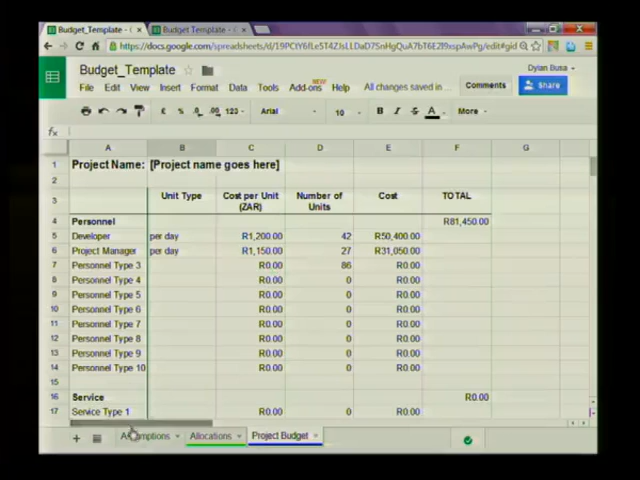 Budget_Template - G
Budget Template - G
https://docs.google.com/spreadsheets/d/
Budget_Template
Dylan Busa
File Edit View Insert Format Data Tools Add-ons NEW Help All changes saved in ... Comments Share
£ % .0 .00 123 Arial 10 B I S A More
fx
A B C D E F G
1 Project Name: [Project name goes here]
2
3 Unit Type Cost per Unit (ZAR) Number of Units Cost TOTAL
4 Personnel R81,450.00
5 Developer per day R1,200.00 42 R50,400.00
6 Project Manager per day R1,150.00 27 R31,050.00
7 Personnel Type 3 R0.00 86 R0.00
8 Personnel Type 4 R0.00 0 R0.00
9 Personnel Type 5 R0.00 0 R0.00
10 Personnel Type 6 R0.00 0 R0.00
11 Personnel Type 7 R0.00 0 R0.00
12 Personnel Type 8 R0.00 0 R0.00
13 Personnel Type 9 R0.00 0 R0.00
14 Personnel Type 10 R0.00 0 R0.00
15
16 Service R0.00
17 Service Type 1 R0.00 0 R0.00
Assumptions Allocations Project Budget